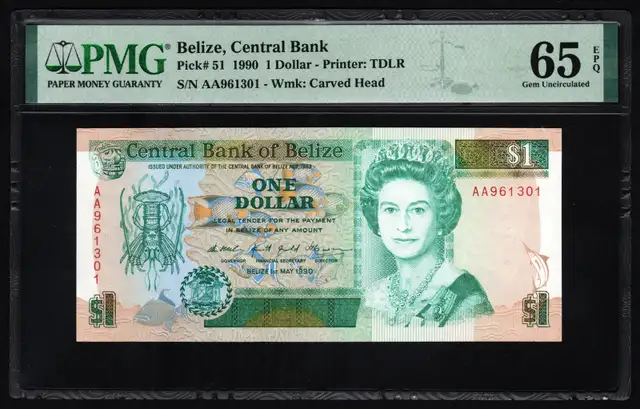 PMG
PAPER MONEY GUARANTY
Belize, Central Bank
Pick# 51 1990 1 Dollar - Printer: TDLR
S/N AA961301 - Wmk: Carved Head
65 EPQ
Gem Uncirculated
Central Bank of Belize
ISSUED UNDER AUTHORITY OF THE CENTRAL BANK OF BELIZE ACT 1982
$1
AA961301
AA961301
ONE
DOLLAR
LEGAL TENDER FOR THE PAYMENT
IN BELIZE OF ANY AMOUNT
GOVERNOR FINANCIAL SECRETARY DIRECTOR
BELIZE 1ST MAY 1990
$1
$1